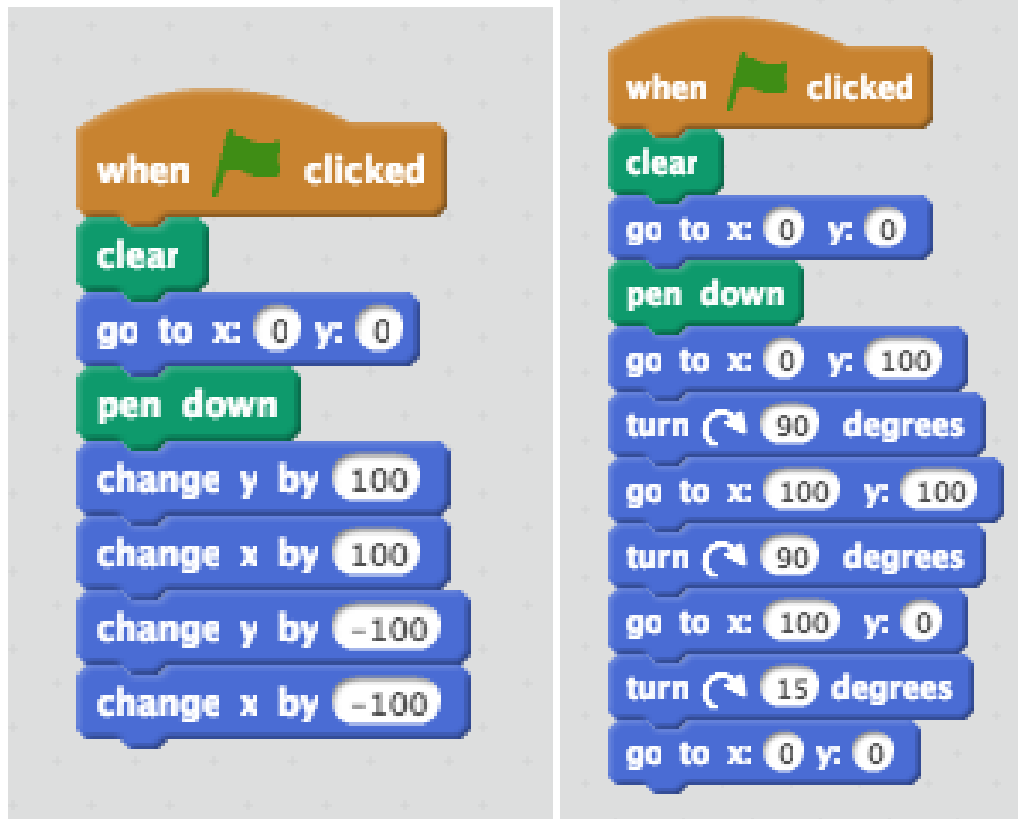 when clicked
clear
go to x: 0 y: 0
pen down
change y by 100
change x by 100
change y by -100
change x by -100
when clicked
clear
go to x: 0 y: 0
pen down
go to x: 0 y: 100
turn 90 degrees
go to x: 100 y: 100
turn 90 degrees
go to x: 100 y: 0
turn 15 degrees
go to x: 0 y: 0